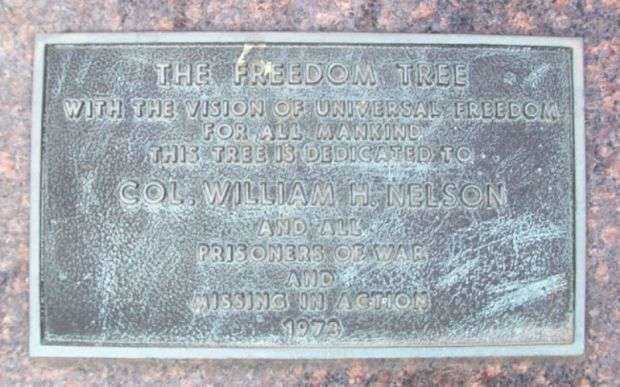 THE FREEDOM TREE
WITH THE VISION OF UNIVERSAL FREEDOM
FOR ALL MANKIND
THIS TREE IS DEDICATED TO
COL. WILLIAM H. NELSON
AND ALL
PRISONERS OF WAR
AND
MISSING IN ACTION
1973